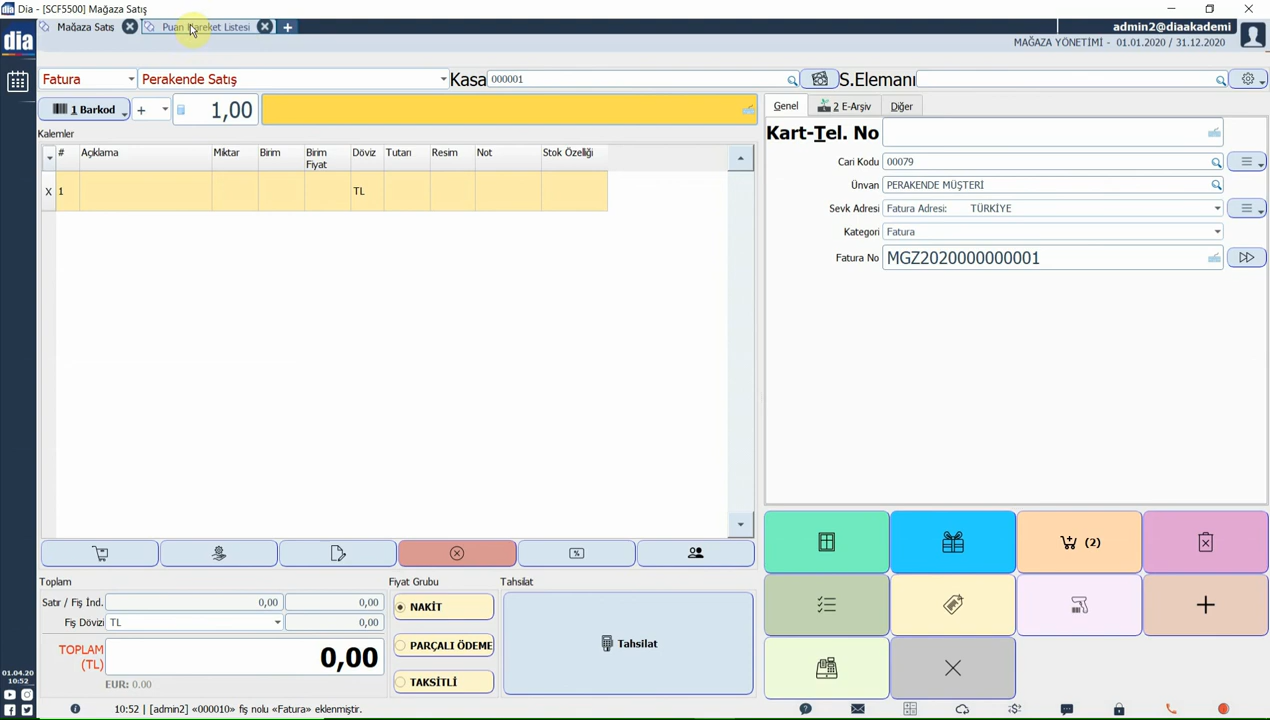 Dia - [SCF5500] Mağaza Satış
dia
Mağaza Satış
Puan Hareket Listesi
admin2@diaakademi
MAĞAZA YÖNETİMİ - 01.01.2020 / 31.12.2020
Fatura
Perakende Satış
Kasa 000001
S.Elemanı
1 Barkod
+
1,00
Genel
2 E-Arşiv
Diğer
Kalemler
# Açıklama Miktar Birim Birim Fiyat Döviz Tutarı Resim Not Stok Özelliği
X 1 TL
Kart-Tel. No
Cari Kodu 00079
Ünvan PERAKENDE MÜŞTERİ
Sevk Adresi Fatura Adresi: TÜRKİYE
Kategori Fatura
Fatura No MGZ2020000000001
(2)
Toplam
Fiyat Grubu
Tahsilat
Satır / Fiş İnd. 0,00 0,00
Fiş Dövizi TL 0,00
TOPLAM (TL) 0,00
EUR: 0.00
NAKİT
PARÇALI ÖDEME
TAKSİTLİ
Tahsilat
01.04.20
10:52
10:52 | [admin2] «000010» fiş nolu «Fatura» eklenmiştir.